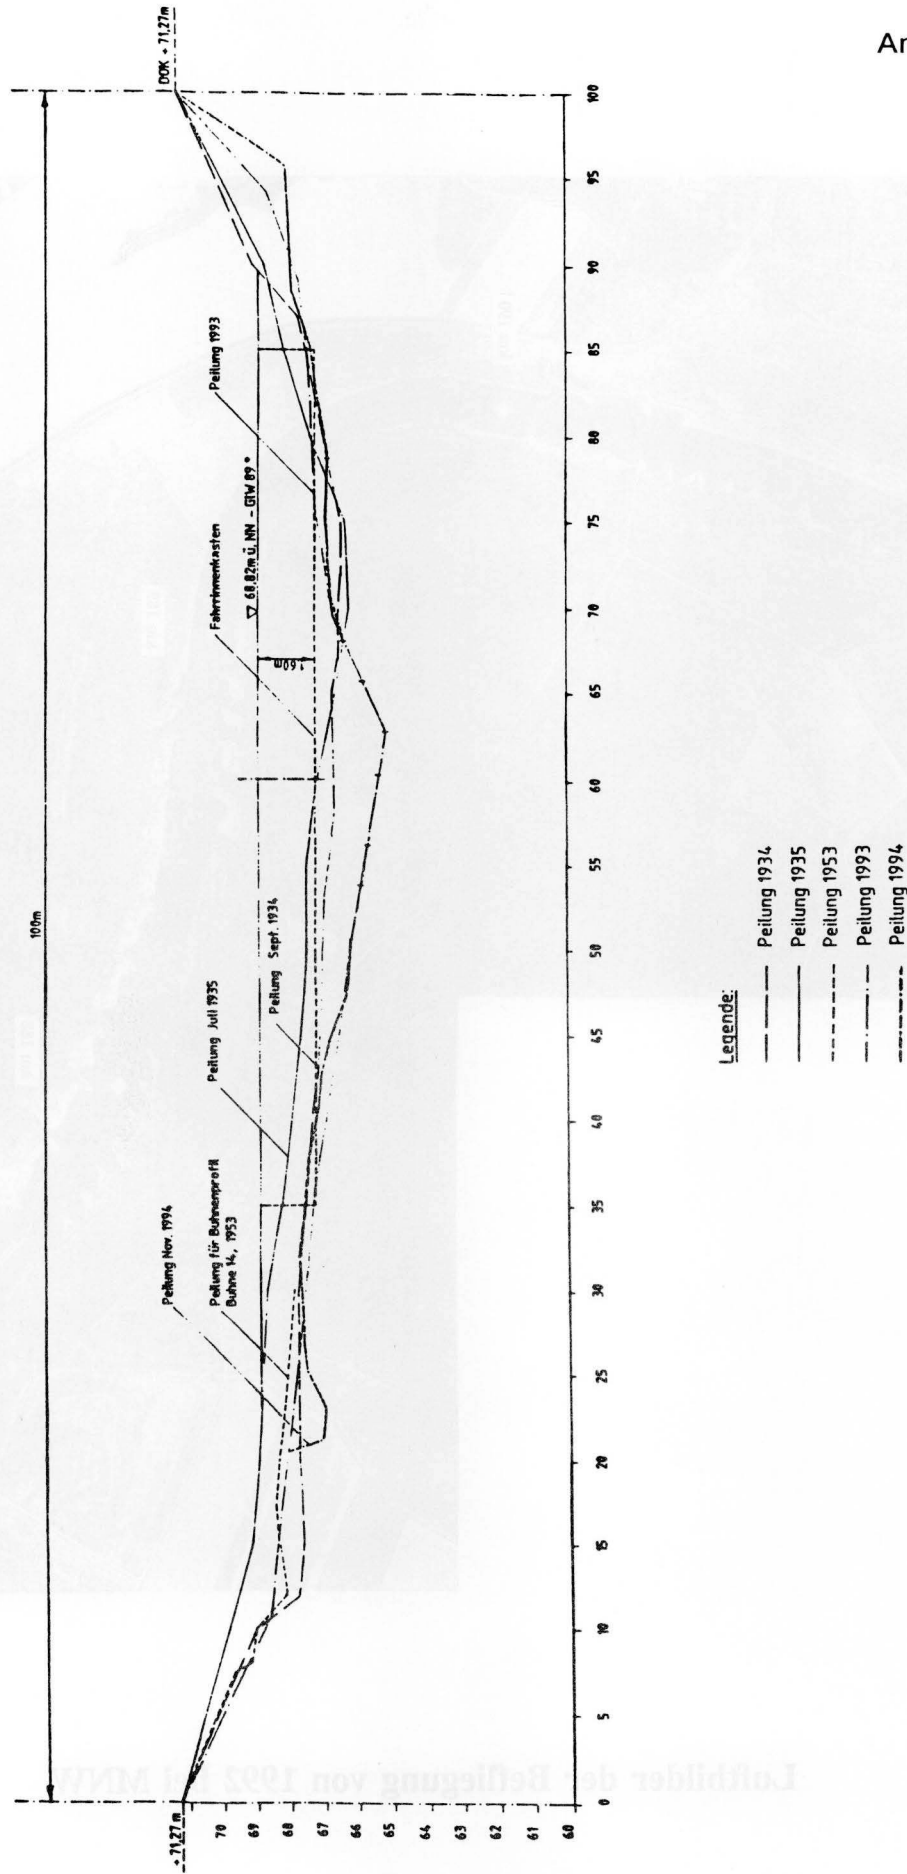 Ar
DOK + 71,27m
100m
Peilung 1993
Fahrrinnenkasten
▽ 68,82m ü. NN - GlW 89*
1,60m
Peilung Sept. 1934
Peilung Juli 1935
Peilung für Buhnenprofil
Buhne 14, 1953
Peilung Nov. 1994
+ 71,27 m
70
69
68
67
66
65
64
63
62
61
60
0
5
10
15
20
25
30
35
40
45
50
55
60
65
70
75
80
85
90
95
100
Legende:
Peilung 1934
Peilung 1935
Peilung 1953
Peilung 1993
Peilung 1994
Luftbilder der Befliegung von 1992 bei MNW